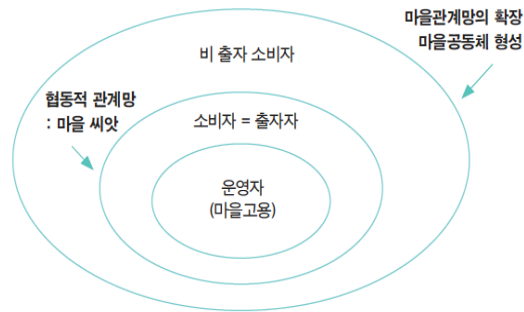 마을관계망의 확장
마을공동체 형성
비 출자 소비자
협동적 관계망
: 마을 씨앗
소비자 = 출자자
운영자
(마을고용)